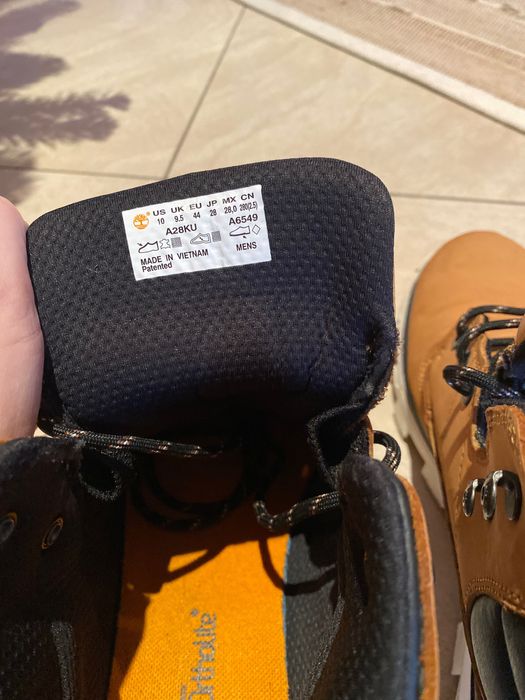 US UK EU JP MX CN
10 9.5 44 28 28.0 280(2.5)
A28KU A6549
MADE IN VIETNAM MENS
Patented
ortholite